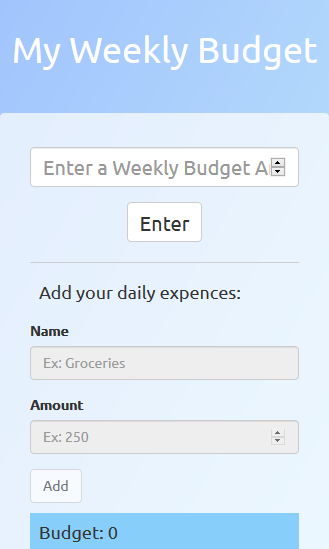 My Weekly Budget
Enter a Weekly Budget A
Enter
Add your daily expences:
Name
Ex: Groceries
Amount
Ex: 250
Add
Budget: 0